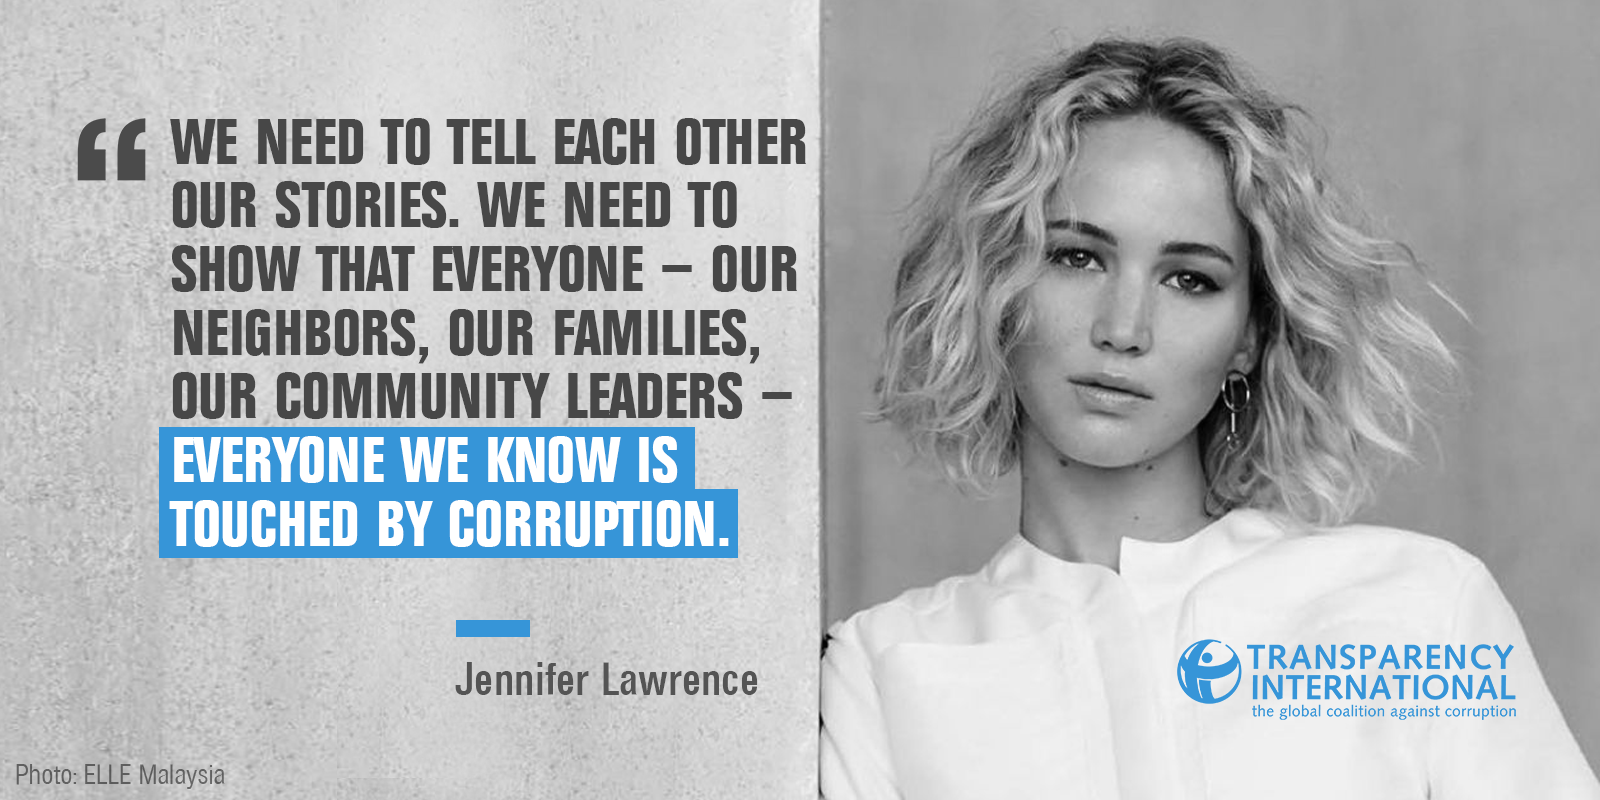 “ WE NEED TO TELL EACH OTHER
OUR STORIES. WE NEED TO
SHOW THAT EVERYONE – OUR
NEIGHBORS, OUR FAMILIES,
OUR COMMUNITY LEADERS –
EVERYONE WE KNOW IS
TOUCHED BY CORRUPTION.
Jennifer Lawrence
TRANSPARENCY
INTERNATIONAL
the global coalition against corruption
Photo: ELLE Malaysia